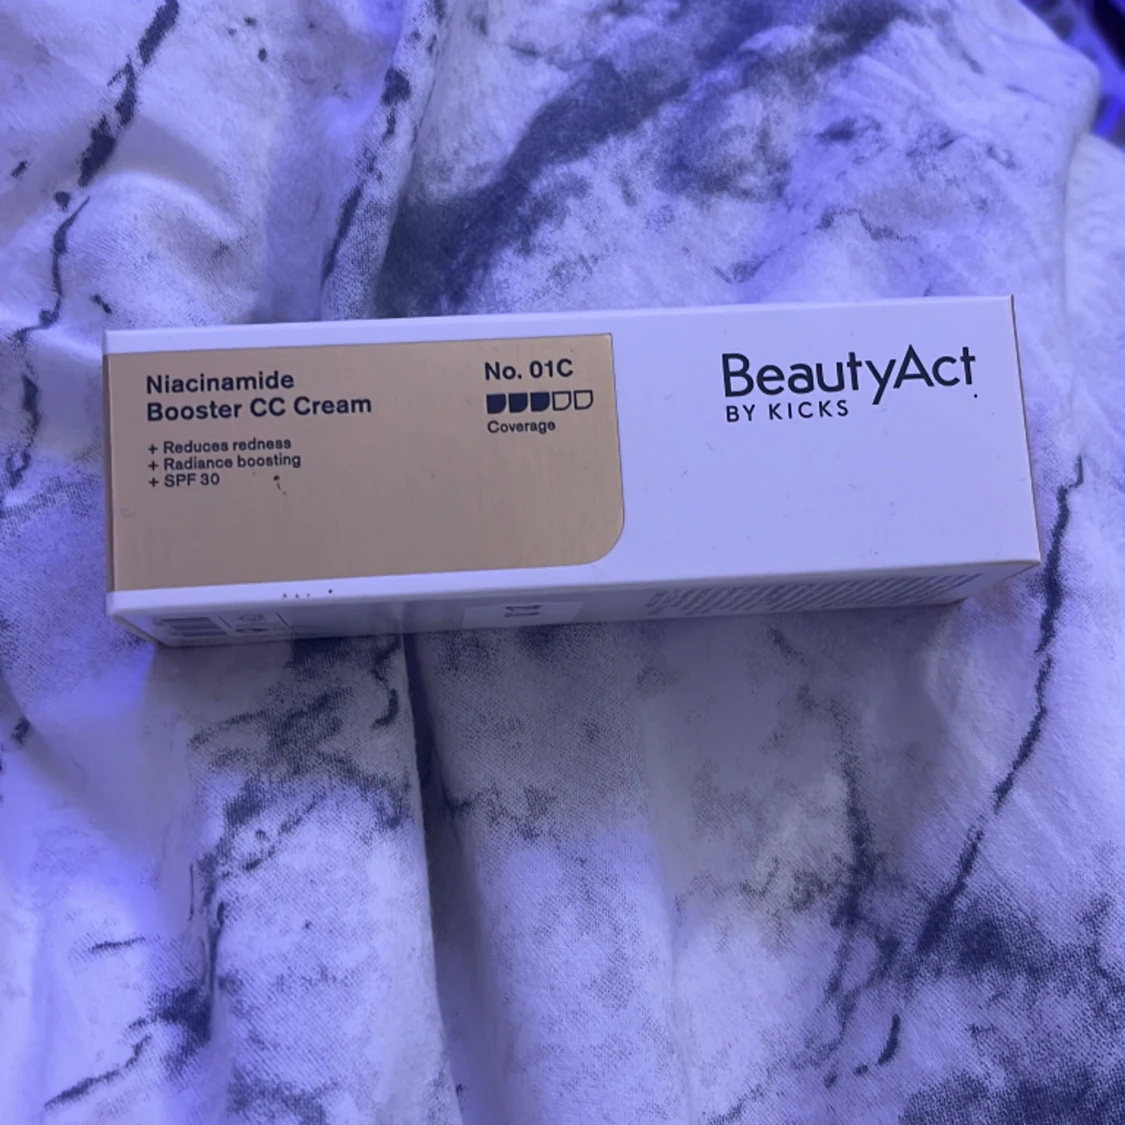 Niacinamide
Booster CC Cream
+ Reduces redness
+ Radiance boosting
+ SPF 30
No. 01C
Coverage
BeautyAct
BY KICKS